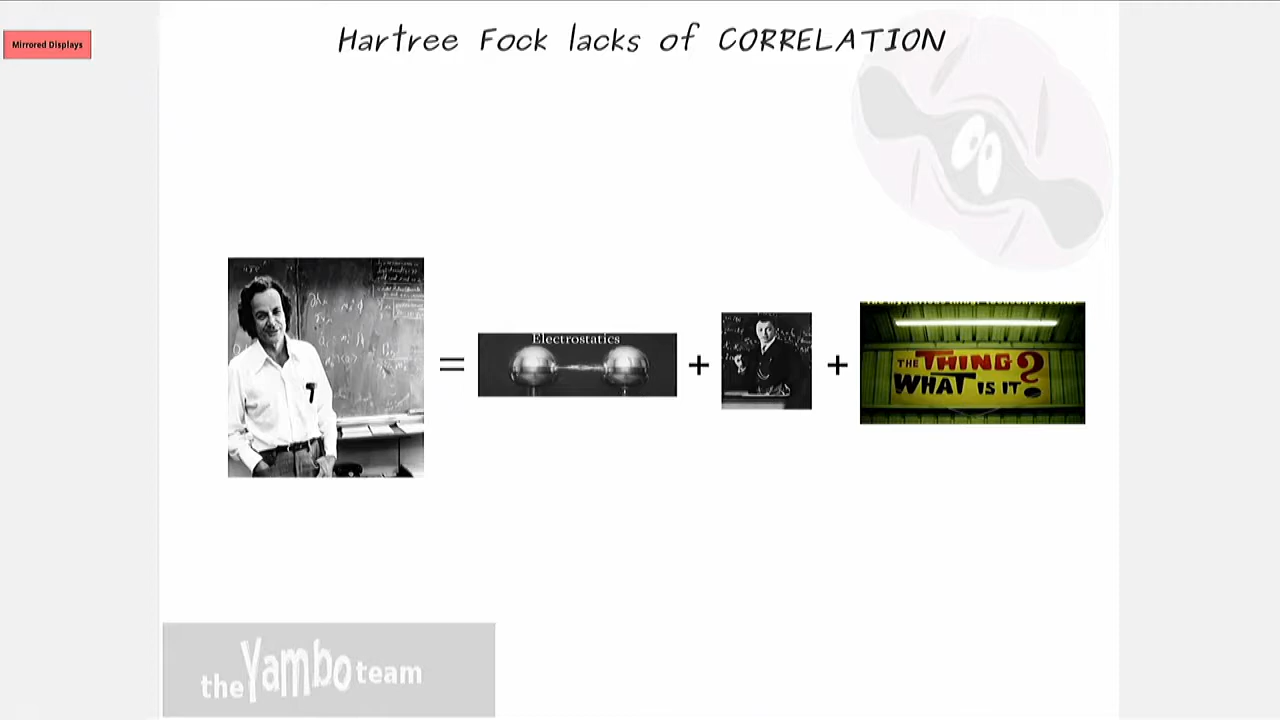 Mirrored Displays
Hartree Fock lacks of CORRELATION
Electrostatics
THE THING?
WHAT IS IT?
the Yambo team